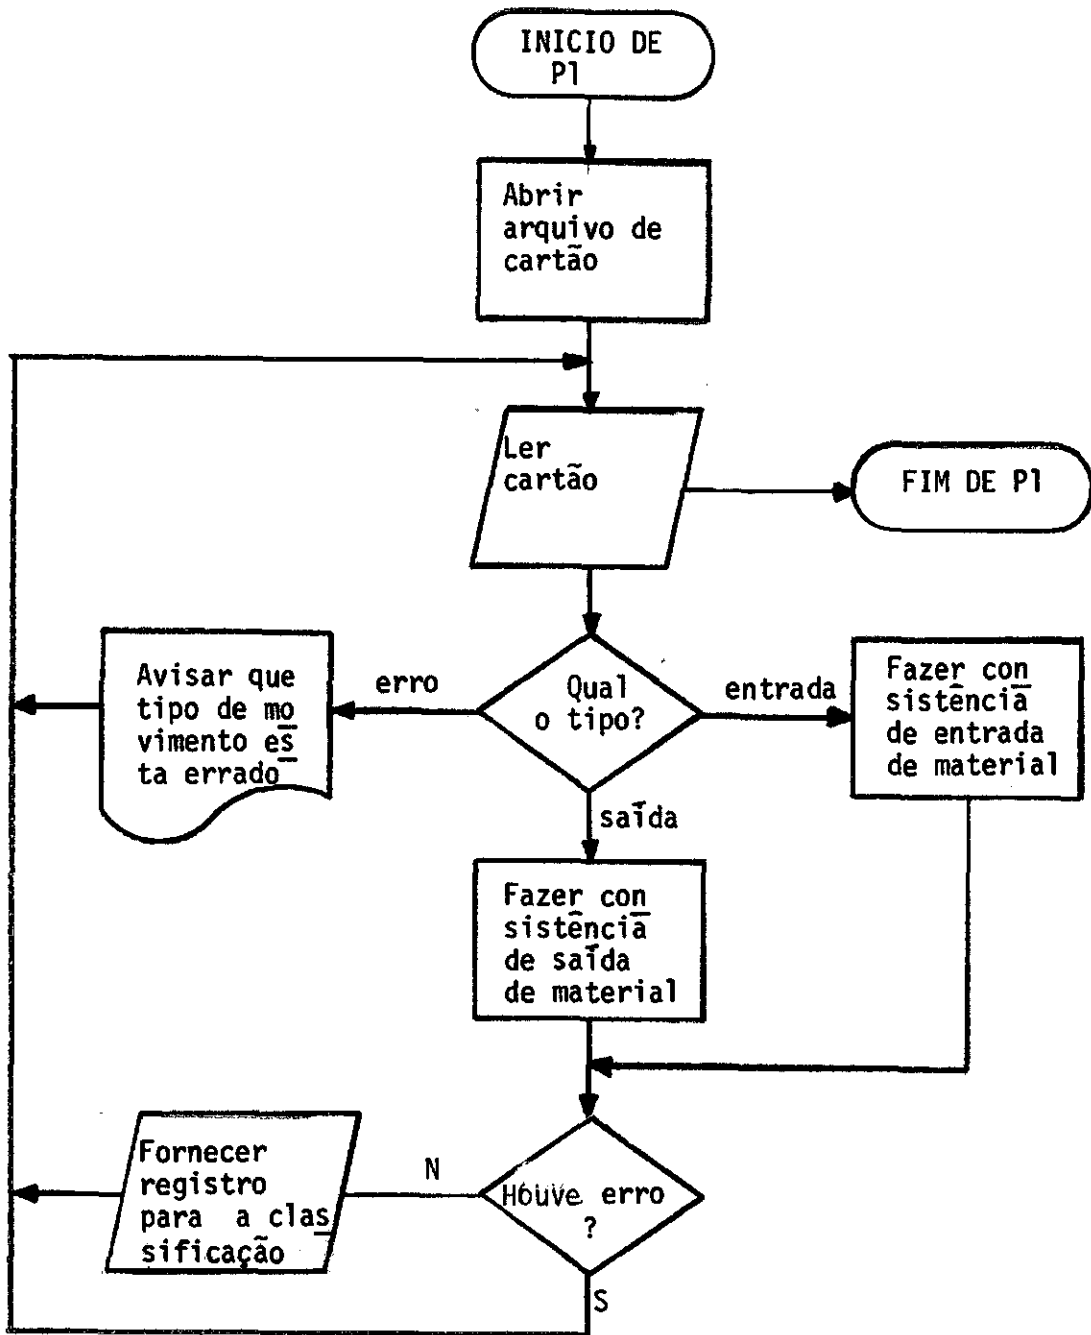 INICIO DE
P1
Abrir
arquivo de
cartão
Ler
cartão
FIM DE P1
Avisar que
tipo de mo
vimento es
ta errado
erro
Qual
o tipo?
entrada
Fazer con
sistência
de entrada
de material
saída
Fazer con
sistência
de saída
de material
Fornecer
registro
para a clas
sificação
N
Houve erro
?
S